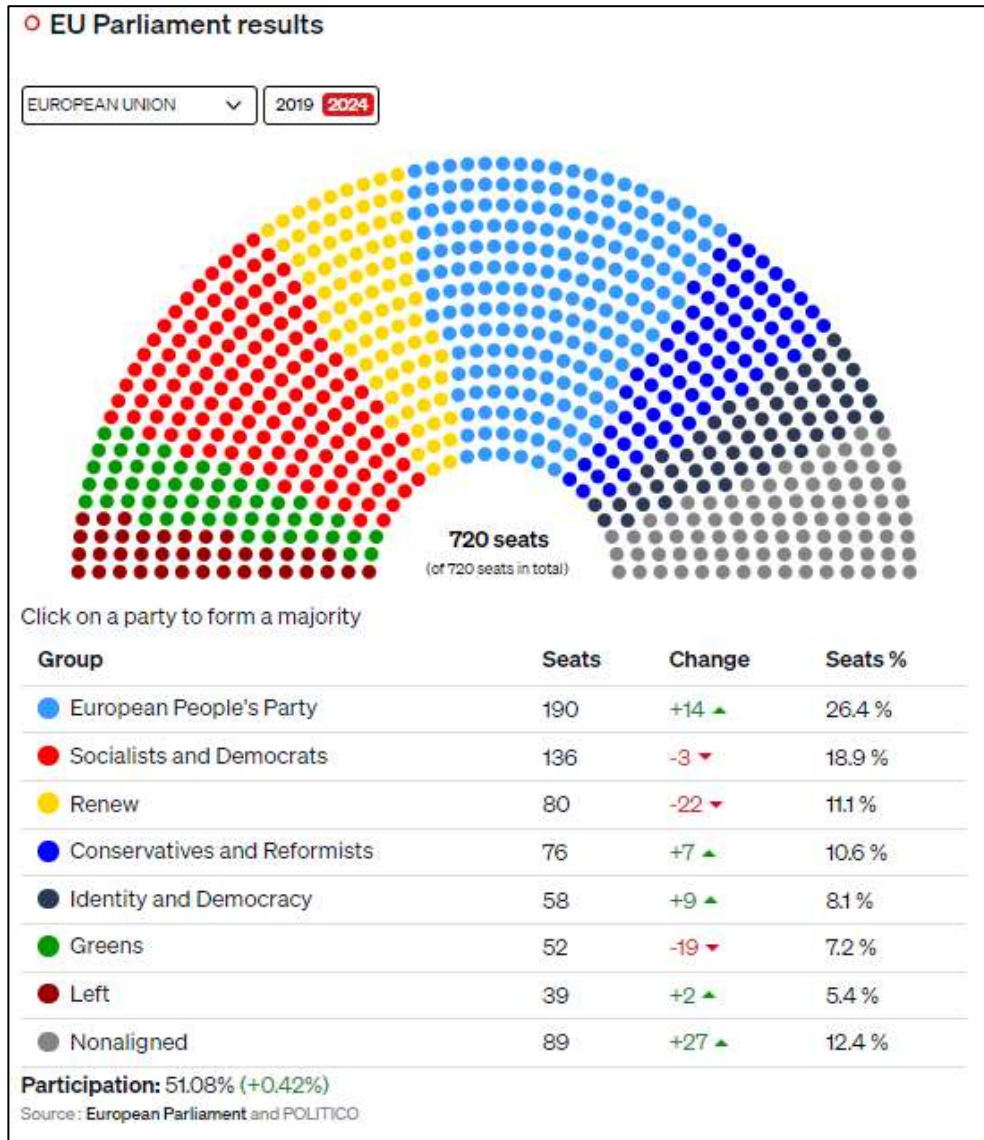 EU Parliament results
EUROPEAN UNION 2019 2024
720 seats
(of 720 seats in total)
Click on a party to form a majority
Group Seats Change Seats %
European People's Party 190 +14 26.4 %
Socialists and Democrats 136 -3 18.9 %
Renew 80 -22 11.1 %
Conservatives and Reformists 76 +7 10.6 %
Identity and Democracy 58 +9 8.1 %
Greens 52 -19 7.2 %
Left 39 +2 5.4 %
Nonaligned 89 +27 12.4 %
Participation: 51.08% (+0.42%)
Source : European Parliament and POLITICO